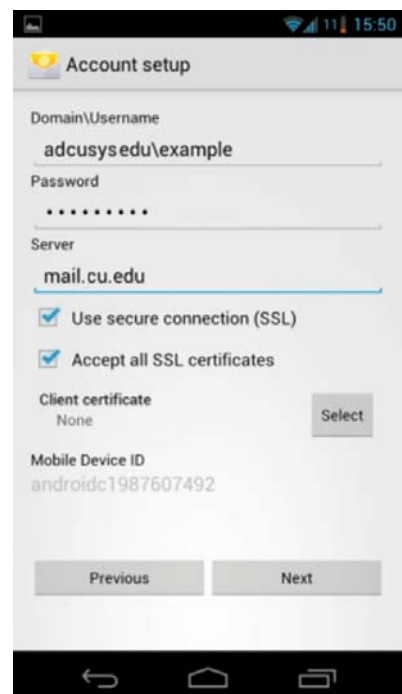 11 15:50
Account setup
Domain\Username
adcusysedu\example
Password
•••••••••
Server
mail.cu.edu
Use secure connection (SSL)
Accept all SSL certificates
Client certificate
None
Select
Mobile Device ID
androidc1987607492
Previous
Next